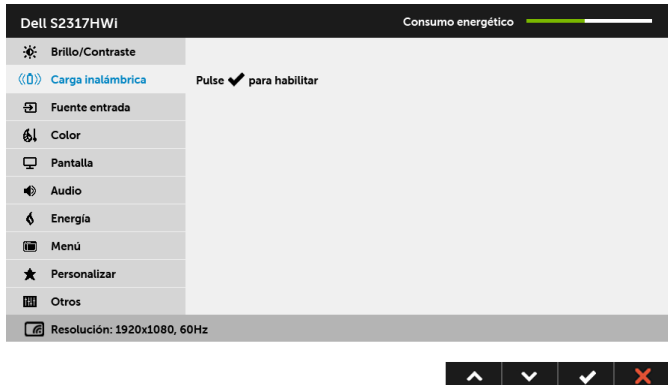 Dell S2317HWi
Consumo energético
Brillo/Contraste
Carga inalámbrica
Pulse ✔ para habilitar
Fuente entrada
Color
Pantalla
Audio
Energía
Menú
Personalizar
Otros
Resolución: 1920x1080, 60Hz